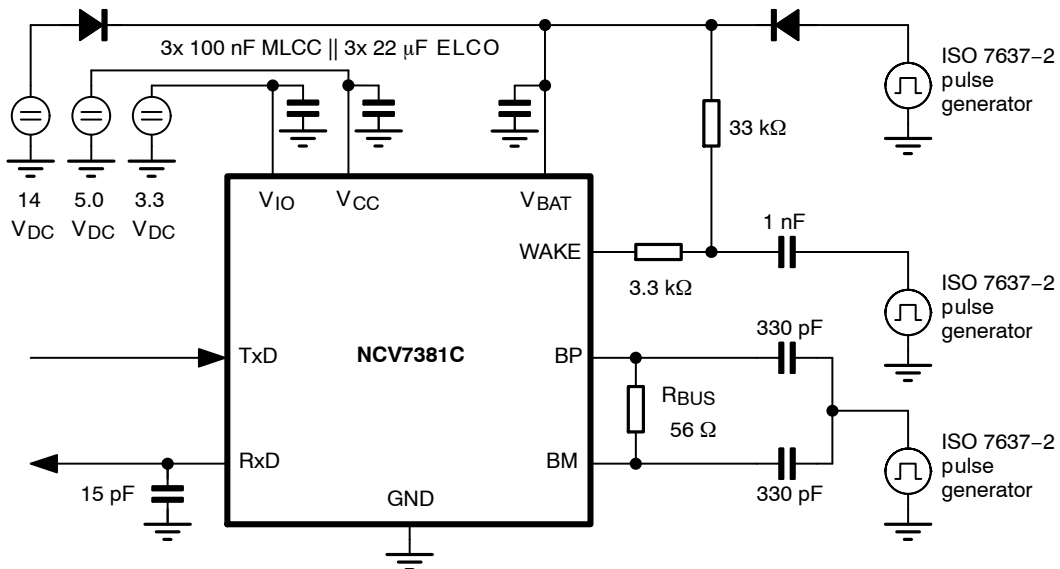 3x 100 nF MLCC || 3x 22 μF ELCO
ISO 7637−2
pulse
generator
33 kΩ
14
VDC
5.0
VDC
3.3
VDC
VIO
VCC
VBAT
WAKE
3.3 kΩ
1 nF
ISO 7637−2
pulse
generator
TxD
NCV7381C
BP
330 pF
RBUS
56 Ω
RxD
BM
330 pF
ISO 7637−2
pulse
generator
15 pF
GND